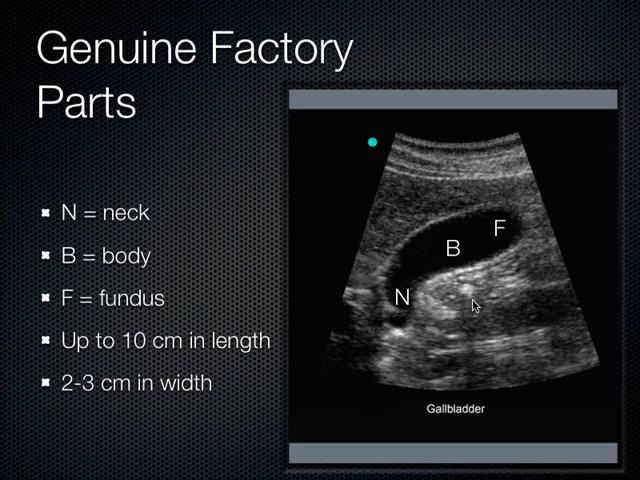 Genuine Factory
Parts
N = neck
B = body
F = fundus
Up to 10 cm in length
2-3 cm in width
F
B
N
Gallbladder